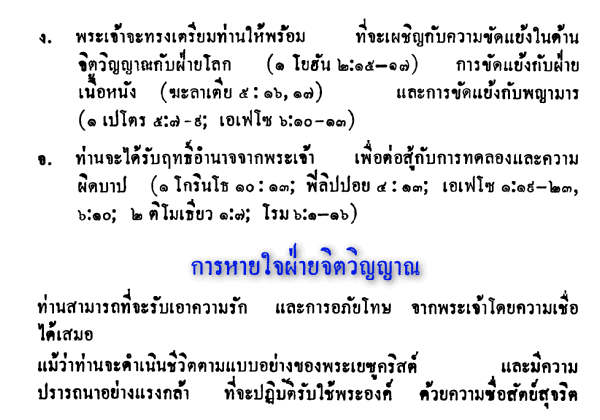 ง. พระเจ้าจะทรงเตรียมท่านให้พร้อม ที่จะเผชิญกับความขัดแย้งในด้าน
จิตวิญญาณกับฝ่ายโลก (๑ โยฮัน ๒:๑๕–๑๗) การขัดแย้งกับฝ่าย
เนื้อหนัง (ฆะลาเตีย ๕ : ๑๖, ๑๗) และการขัดแย้งกับพญามาร
(๑ เปโตร ๕:๗-๙; เอเฟโซ ๖:๑๐–๑๓)
จ. ท่านจะได้รับฤทธิ์อำนาจจากพระเจ้า เพื่อต่อสู้กับการทดลองและความ
ผิดบาป (๑ โกรินโธ ๑๐ : ๑๓; ฟีลิปปอย ๔ : ๑๓; เอเฟโซ ๑:๑๙–๒๓,
๖:๑๐; ๒ ติโมเธียว ๑:๗; โรม ๖:๑–๑๖)
การหายใจฝ่ายจิตวิญญาณ
ท่านสามารถที่จะรับเอาความรัก และการอภัยโทษ จากพระเจ้าโดยความเชื่อ
ได้เสมอ
แม้ว่าท่านจะดำเนินชีวิตตามแบบอย่างของพระเยซูคริสต์ และมีความ
ปรารถนาอย่างแรงกล้า ที่จะปฏิบัติรับใช้พระองค์ ด้วยความซื่อสัตย์สุจริต